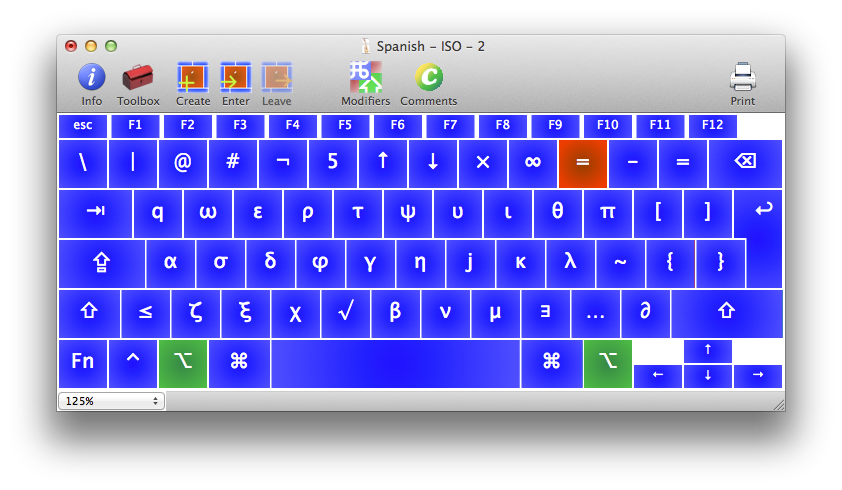 Spanish – ISO – 2
Info Toolbox Create Enter Leave Modifiers Comments Print
esc F1 F2 F3 F4 F5 F6 F7 F8 F9 F10 F11 F12
\ | @ # ¬ 5 ↑ ↓ × ∞ = – = ⌫
⇥ q ω ε ρ τ ψ υ ι θ π [ ] ↩
⇪ α σ δ φ γ η j κ λ ~ { }
⇧ ≤ ζ ξ χ √ β ν μ ∃ … ∂ ⇧
Fn ^ ⌥ ⌘ ⌘ ⌥ ↑
← ↓ →
125%